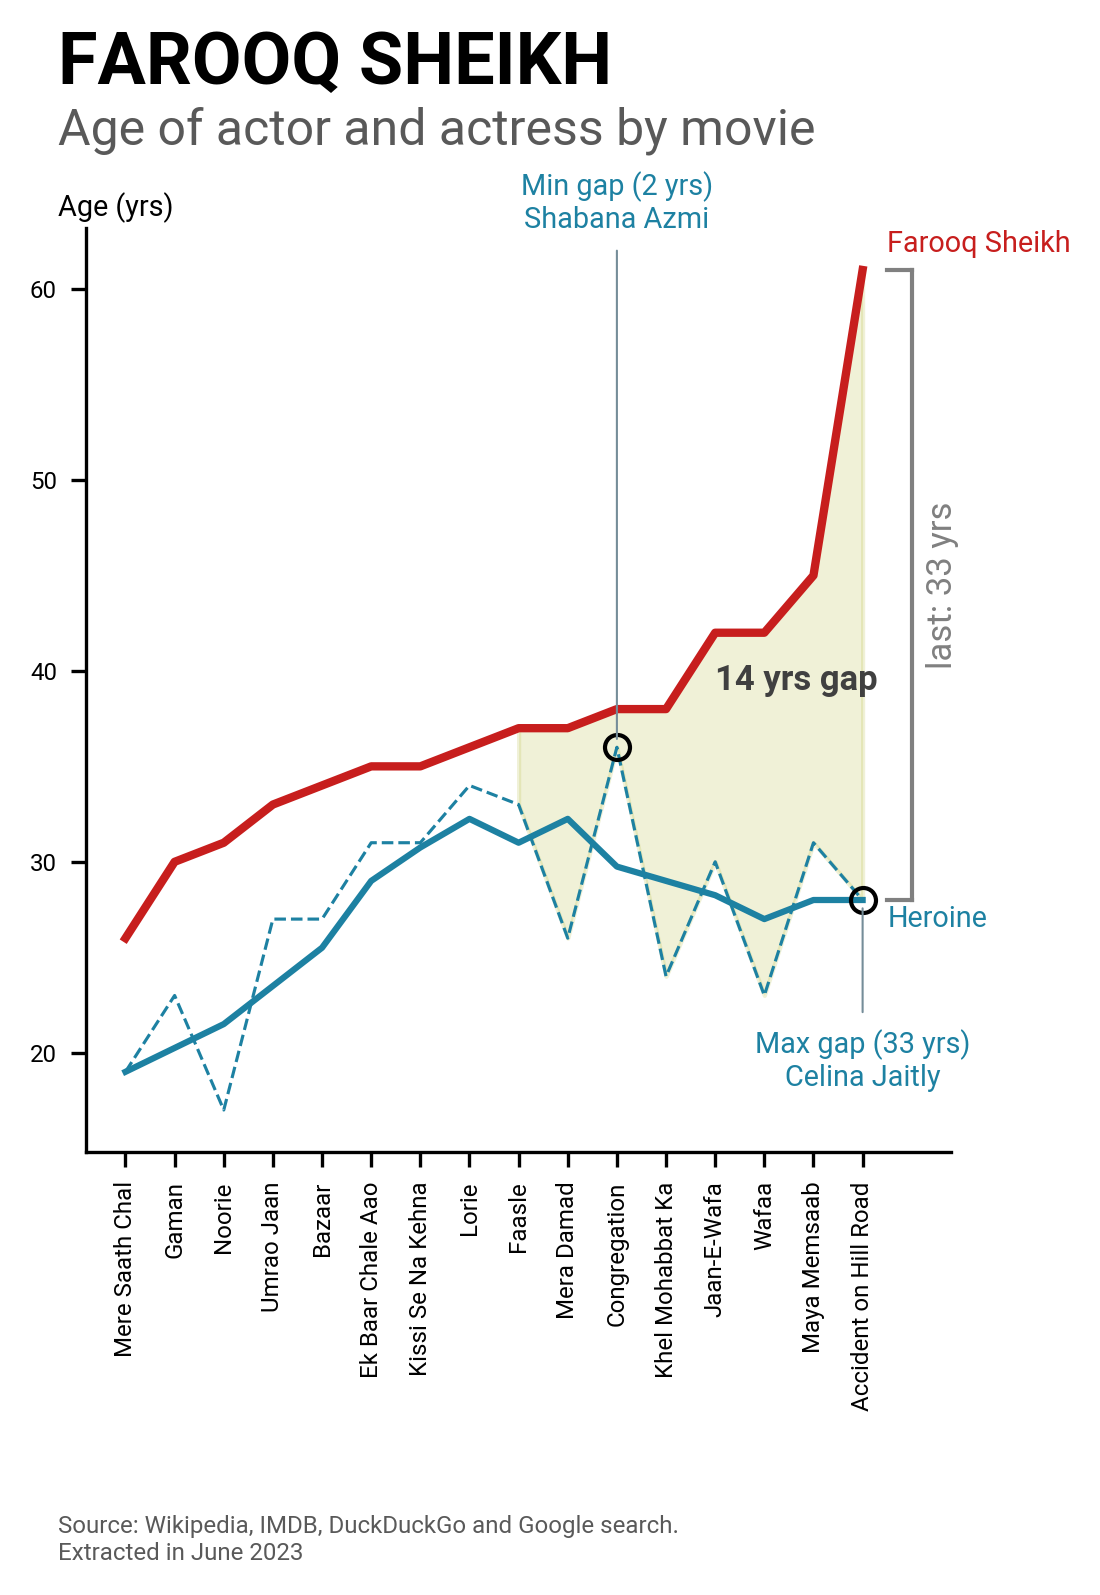 FAROOQ SHEIKH
Age of actor and actress by movie
Min gap (2 yrs)
Shabana Azmi
Age (yrs)
Farooq Sheikh
60
50
40
30
20
last: 33 yrs
14 yrs gap
Heroine
Max gap (33 yrs)
Celina Jaitly
Mere Saath Chal
Gaman
Noorie
Umrao Jaan
Bazaar
Ek Baar Chale Aao
Kissi Se Na Kehna
Lorie
Faasle
Mera Damad
Congregation
Khel Mohabbat Ka
Jaan-E-Wafa
Wafaa
Maya Memsaab
Accident on Hill Road
Source: Wikipedia, IMDB, DuckDuckGo and Google search.
Extracted in June 2023